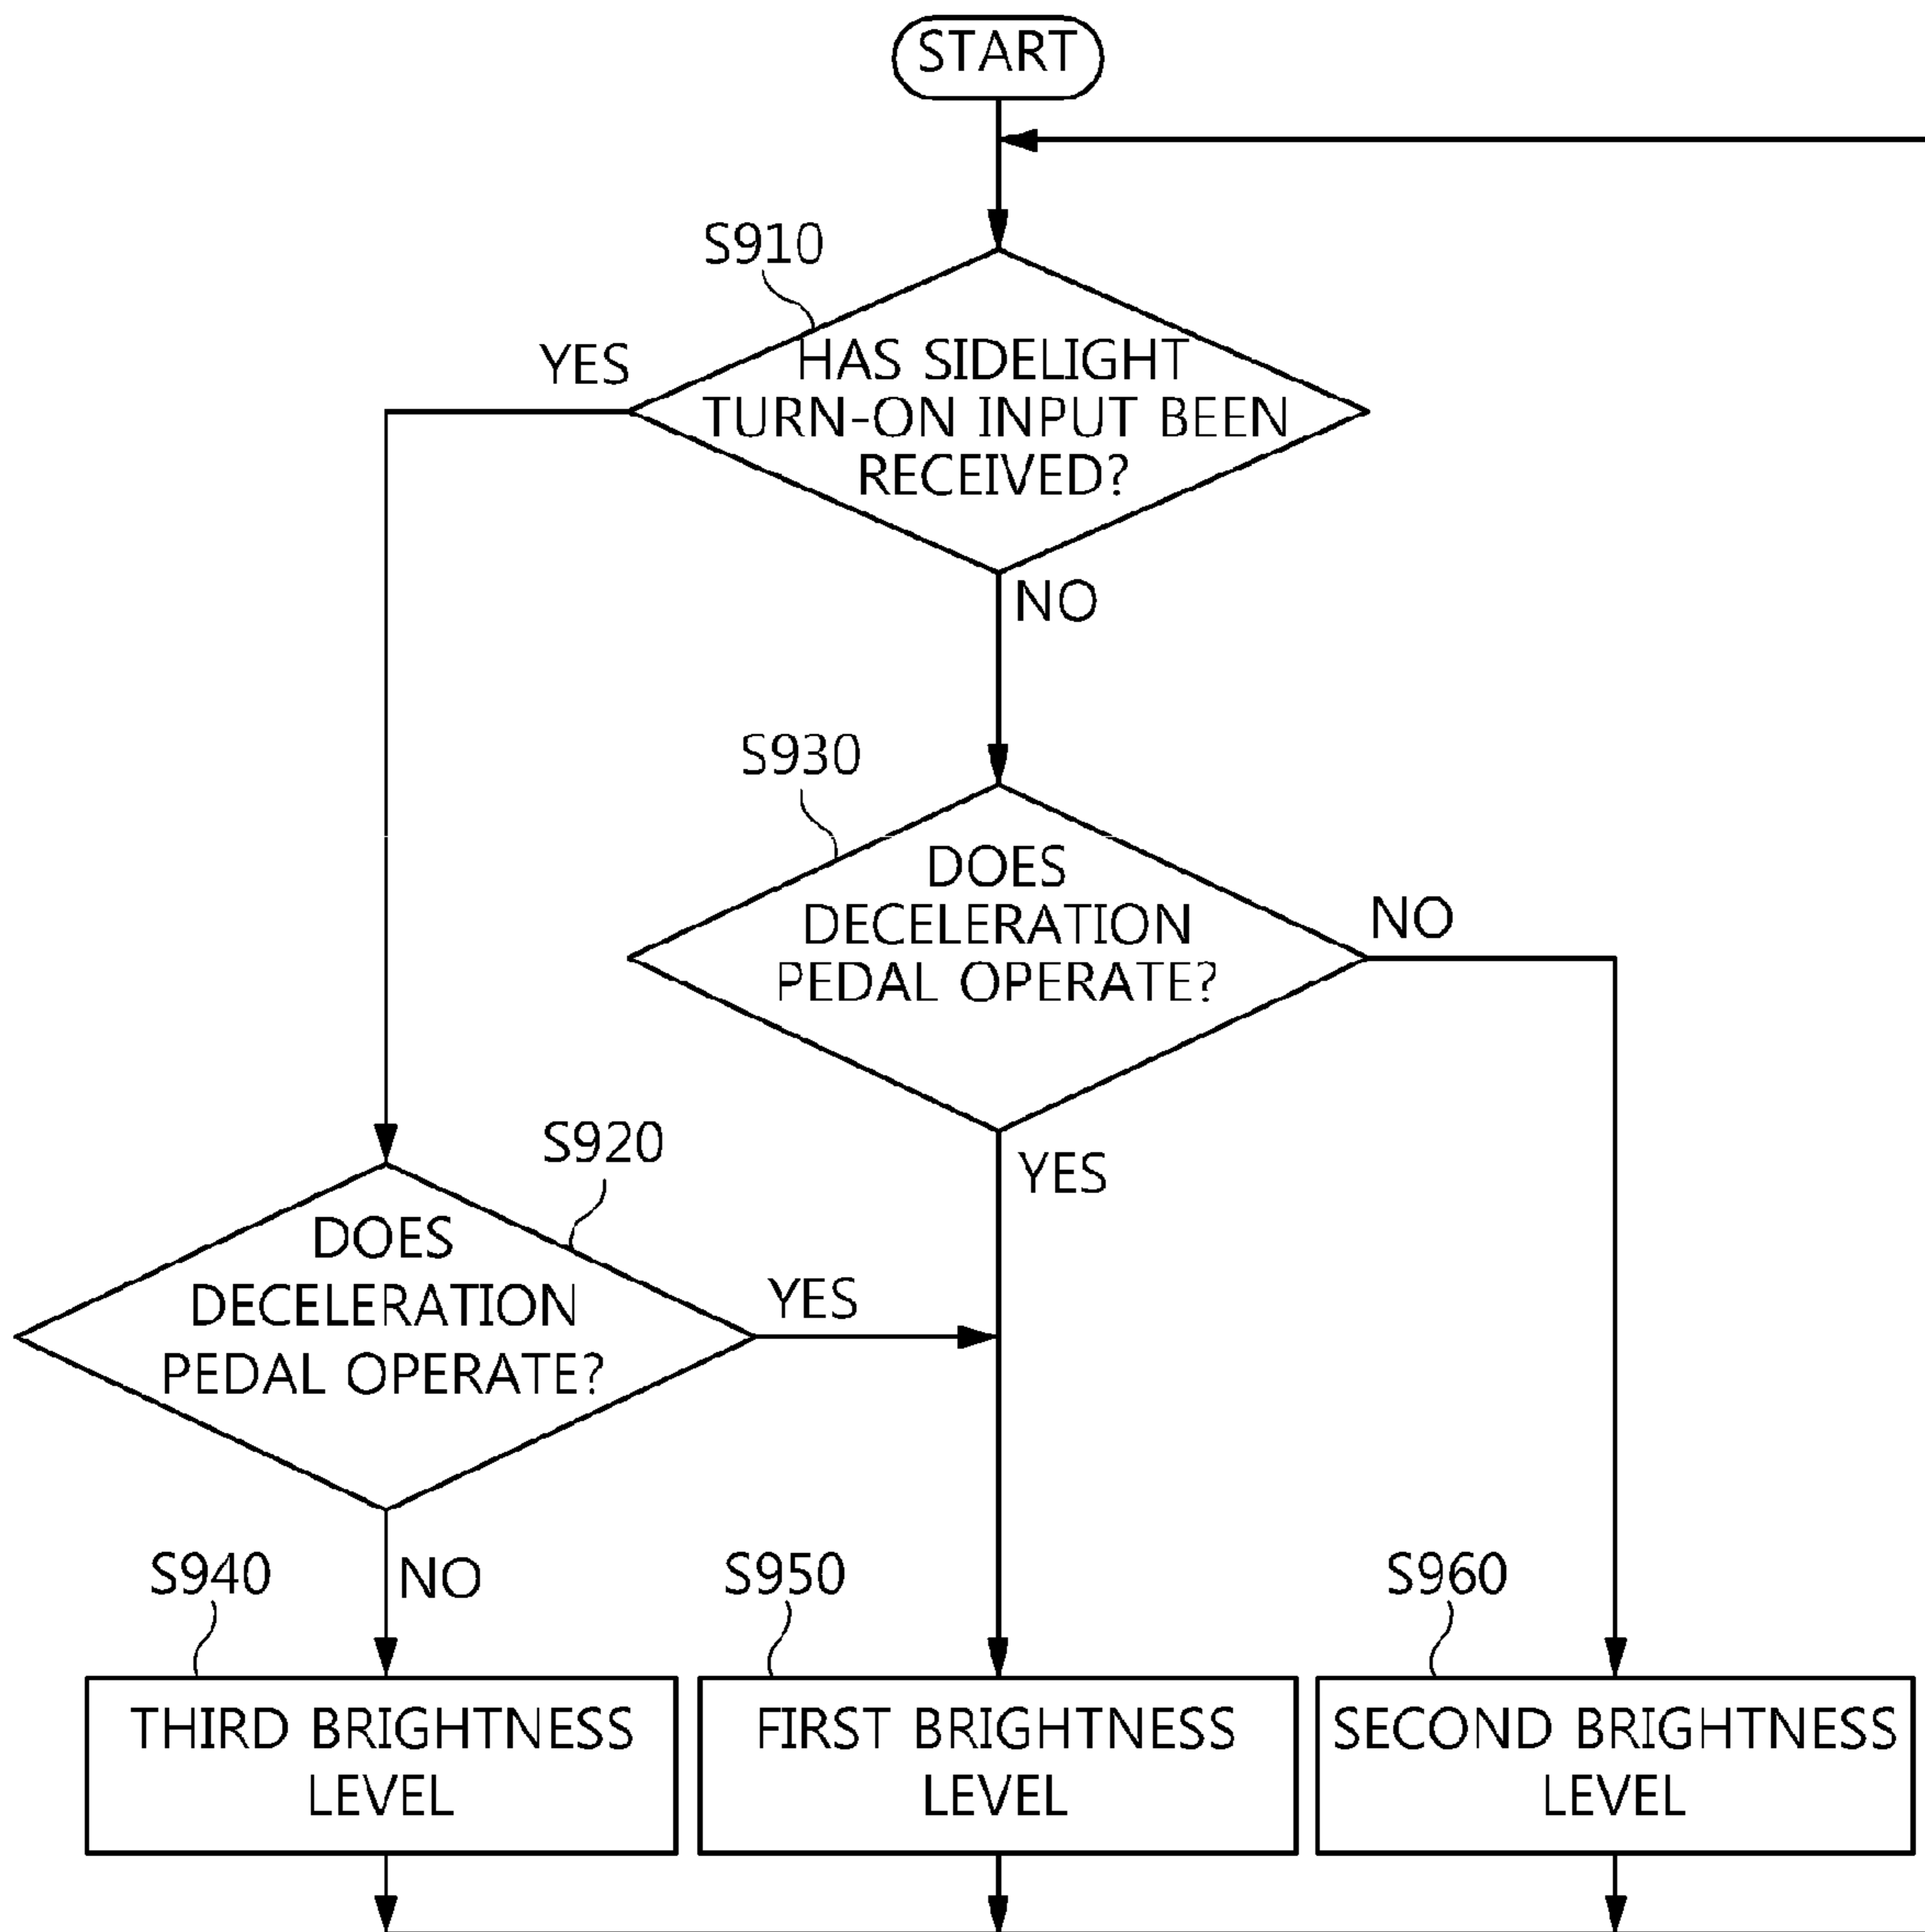 START
S910
YES
HAS SIDELIGHT
TURN-ON INPUT BEEN
RECEIVED?
NO
S930
DOES
DECELERATION
PEDAL OPERATE?
NO
YES
S920
DOES
DECELERATION
PEDAL OPERATE?
YES
NO
S940
S950
S960
THIRD BRIGHTNESS
LEVEL
FIRST BRIGHTNESS
LEVEL
SECOND BRIGHTNESS
LEVEL